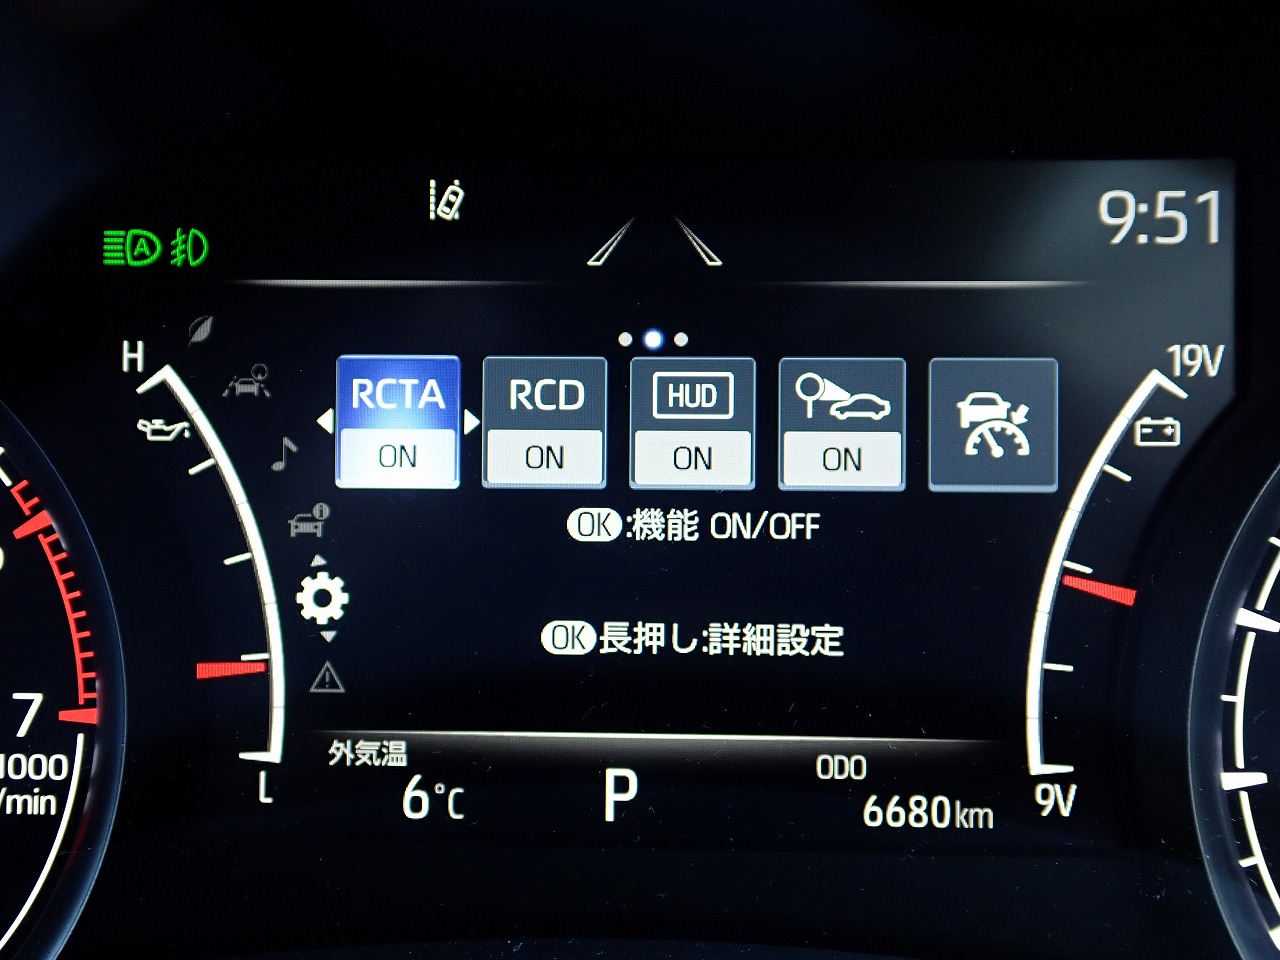 9:51
A
H
19V
RCTA
RCD
HUD
ON
ON
ON
ON
OK:機能 ON/OFF
OK長押し:詳細設定
7
1000
/min
L
外気温
6℃
P
ODO
6680km
9V